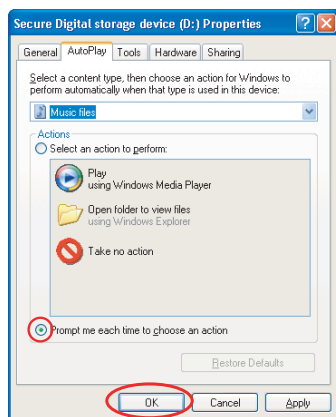 Secure Digital storage device (D:) Properties
General AutoPlay Tools Hardware Sharing
Select a content type, then choose an action for Windows to
perform automatically when that type is used in this device:
Music files
Actions
Select an action to perform:
Play
using Windows Media Player
Open folder to view files
using Windows Explorer
Take no action
Prompt me each time to choose an action
Restore Defaults
OK Cancel Apply